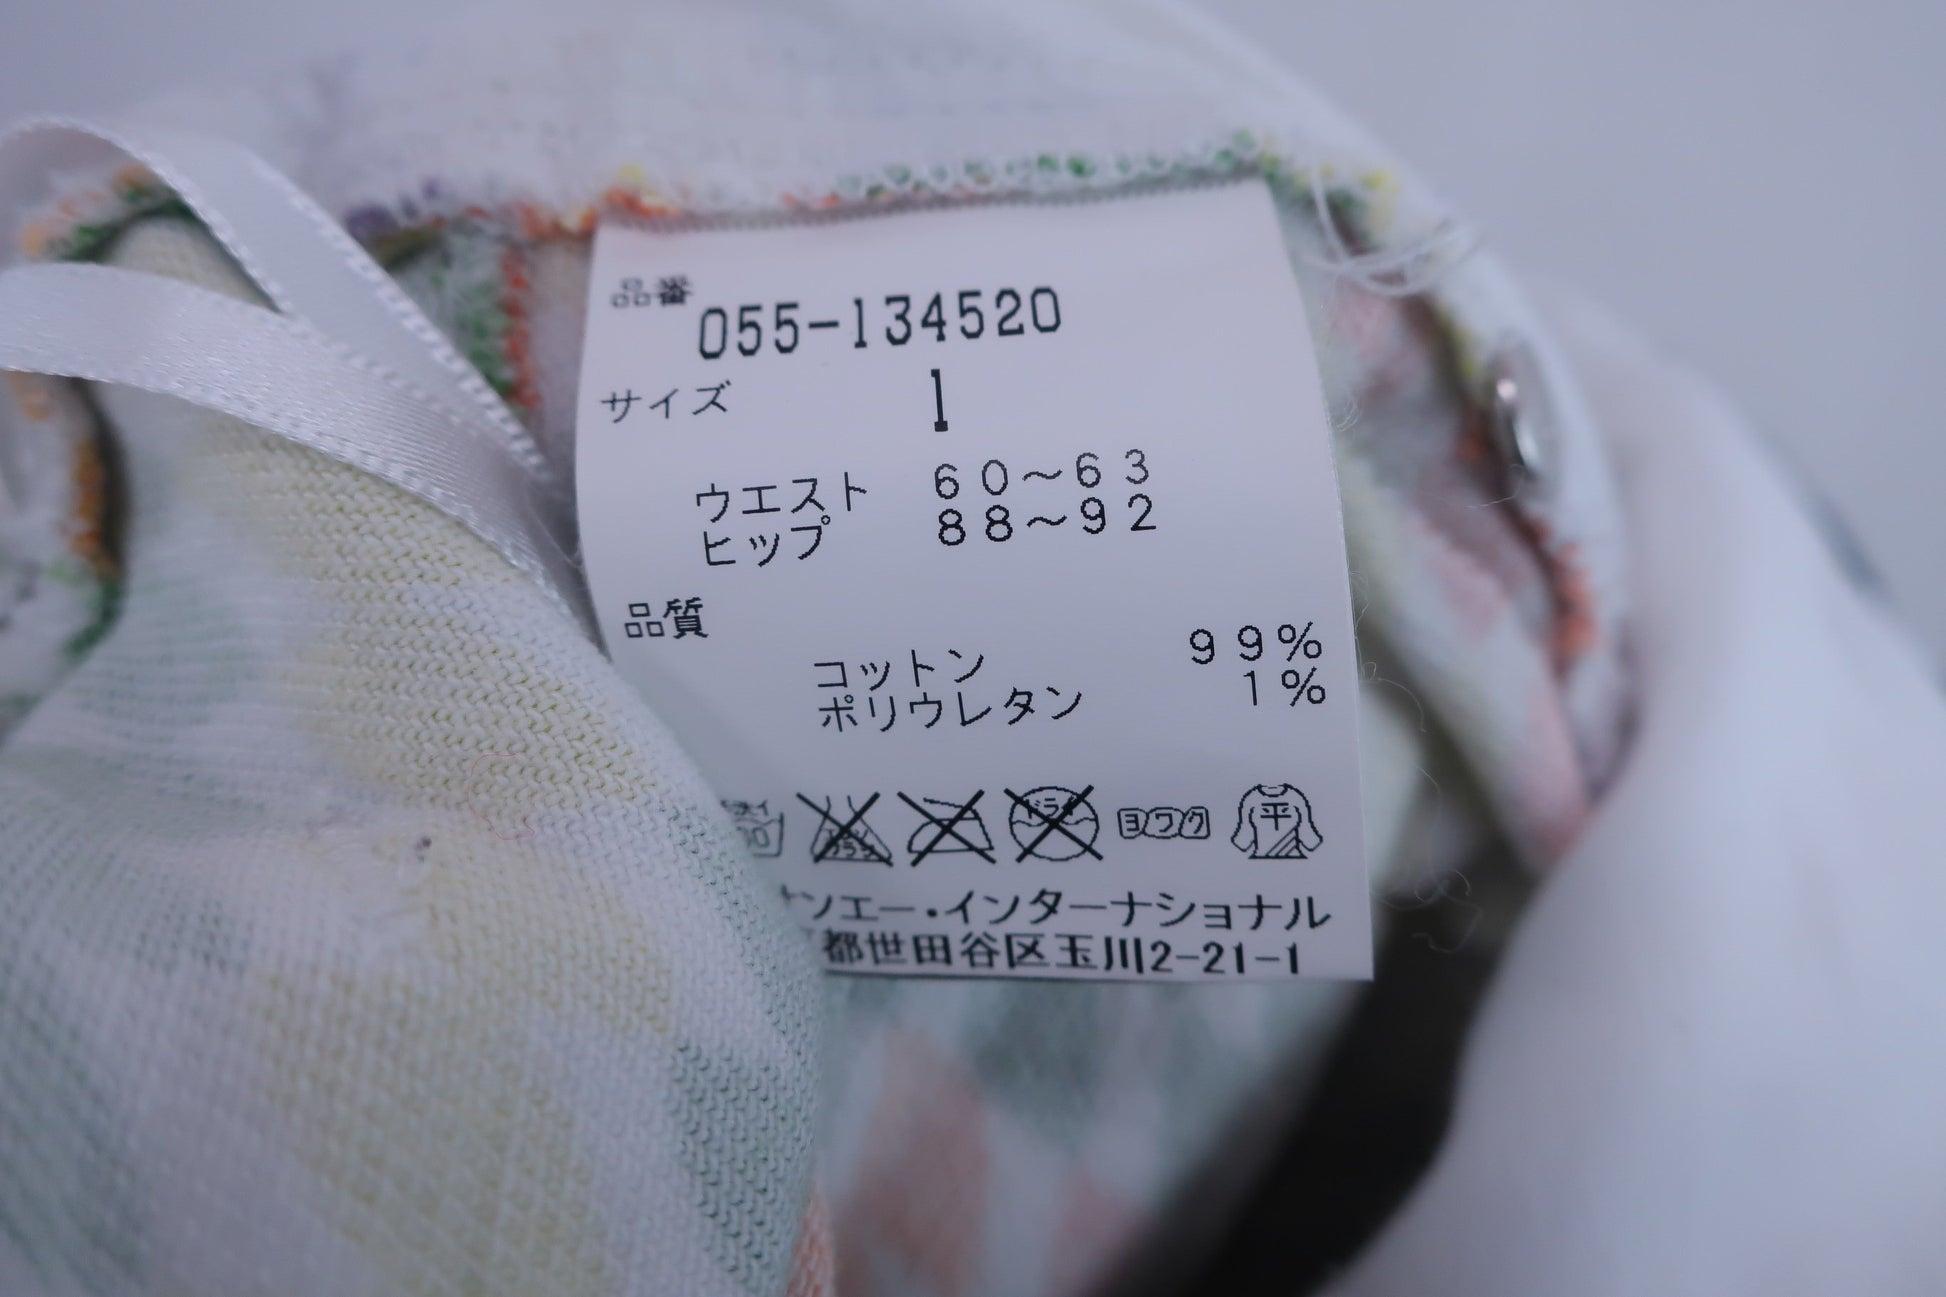 品番
055-134520
サイズ 1
ウエスト 60～63
ヒップ 88～92
品質
コットン 99%
ポリウレタン 1%
ドライ ヨワク 平
ンエー・インターナショナル
都世田谷区玉川2-21-1